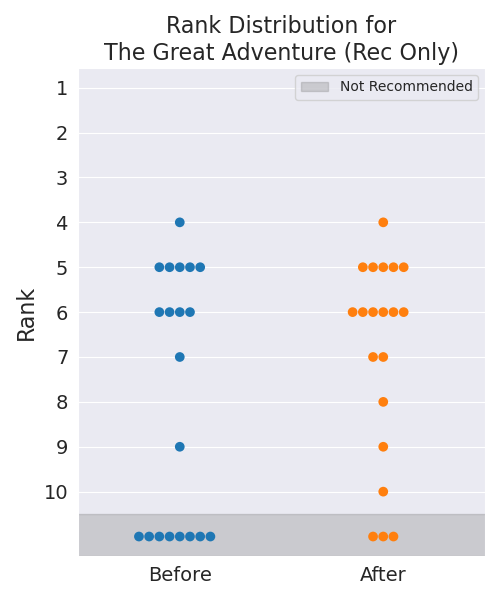 Rank Distribution for
The Great Adventure (Rec Only)
Not Recommended
1
2
3
4
5
6
7
8
9
10
Rank
Before
After